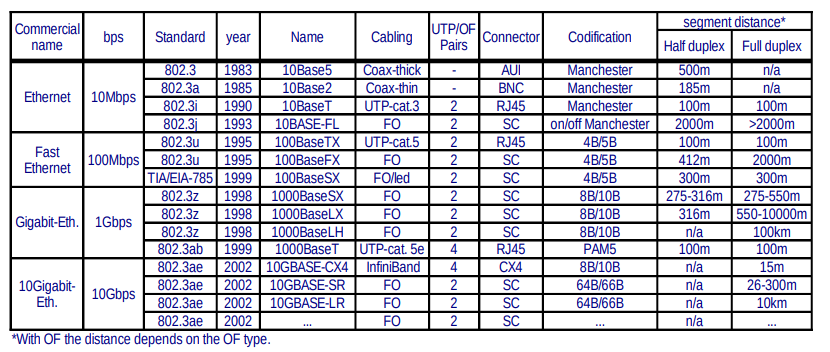 Commercial name bps Standard year Name Cabling UTP/OF Pairs Connector Codification segment distance*
Half duplex Full duplex
Ethernet 10Mbps 802.3 1983 10Base5 Coax-thick - AUI Manchester 500m n/a
802.3a 1985 10Base2 Coax-thin - BNC Manchester 185m n/a
802.3i 1990 10BaseT UTP-cat.3 2 RJ45 Manchester 100m 100m
802.3j 1993 10BASE-FL FO 2 SC on/off Manchester 2000m >2000m
Fast Ethernet 100Mbps 802.3u 1995 100BaseTX UTP-cat.5 2 RJ45 4B/5B 100m 100m
802.3u 1995 100BaseFX FO 2 SC 4B/5B 412m 2000m
TIA/EIA-785 1999 100BaseSX FO/led 2 SC 4B/5B 300m 300m
Gigabit-Eth. 1Gbps 802.3z 1998 1000BaseSX FO 2 SC 8B/10B 275-316m 275-550m
802.3z 1998 1000BaseLX FO 2 SC 8B/10B 316m 550-10000m
802.3z 1998 1000BaseLH FO 2 SC 8B/10B n/a 100km
802.3ab 1999 1000BaseT UTP-cat. 5e 4 RJ45 PAM5 100m 100m
10Gigabit-Eth. 10Gbps 802.3ae 2002 10GBASE-CX4 InfiniBand 4 CX4 8B/10B n/a 15m
802.3ae 2002 10GBASE-SR FO 2 SC 64B/66B n/a 26-300m
802.3ae 2002 10GBASE-LR FO 2 SC 64B/66B n/a 10km
802.3ae 2002 ... FO 2 SC ... n/a ...
*With OF the distance depends on the OF type.